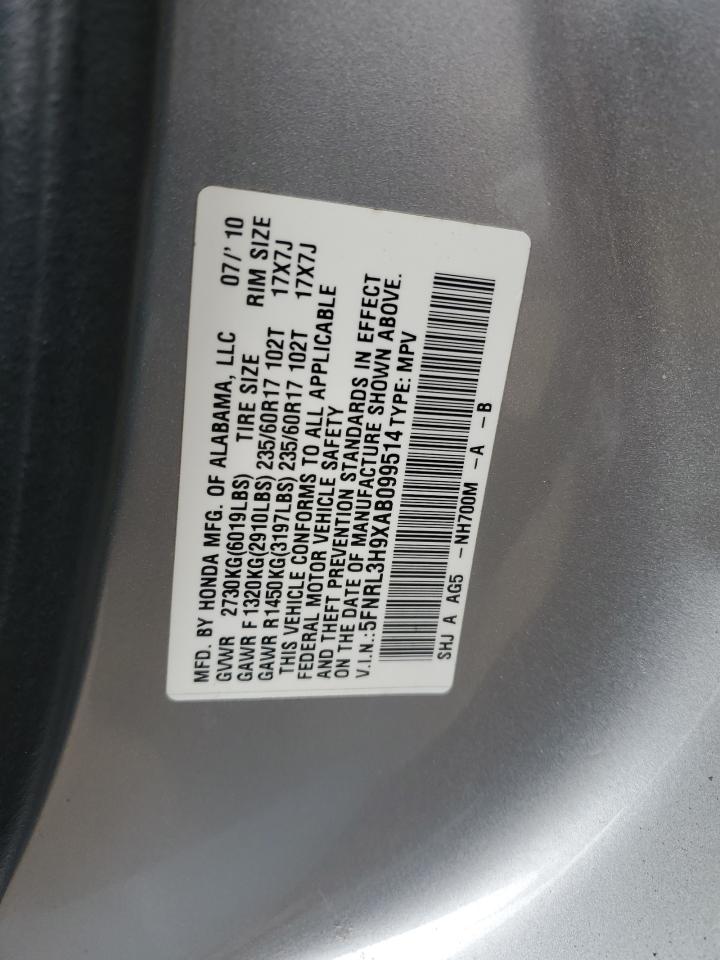 MFD. BY HONDA MFG. OF ALABAMA, LLC 07/' 10
GVWR 2730KG(6019LBS) TIRE SIZE RIM SIZE
GAWR F 1320KG(2910LBS) 235/60R17 102T 17X7J
GAWR R1450KG(3197LBS) 235/60R17 102T 17X7J
THIS VEHICLE CONFORMS TO ALL APPLICABLE
FEDERAL MOTOR VEHICLE SAFETY
AND THEFT PREVENTION STANDARDS IN EFFECT
ON THE DATE OF MANUFACTURE SHOWN ABOVE.
V.I.N.:5FNRL3H9XAB099514 TYPE: MPV
SHJ A AG5 -NH700M -A -B